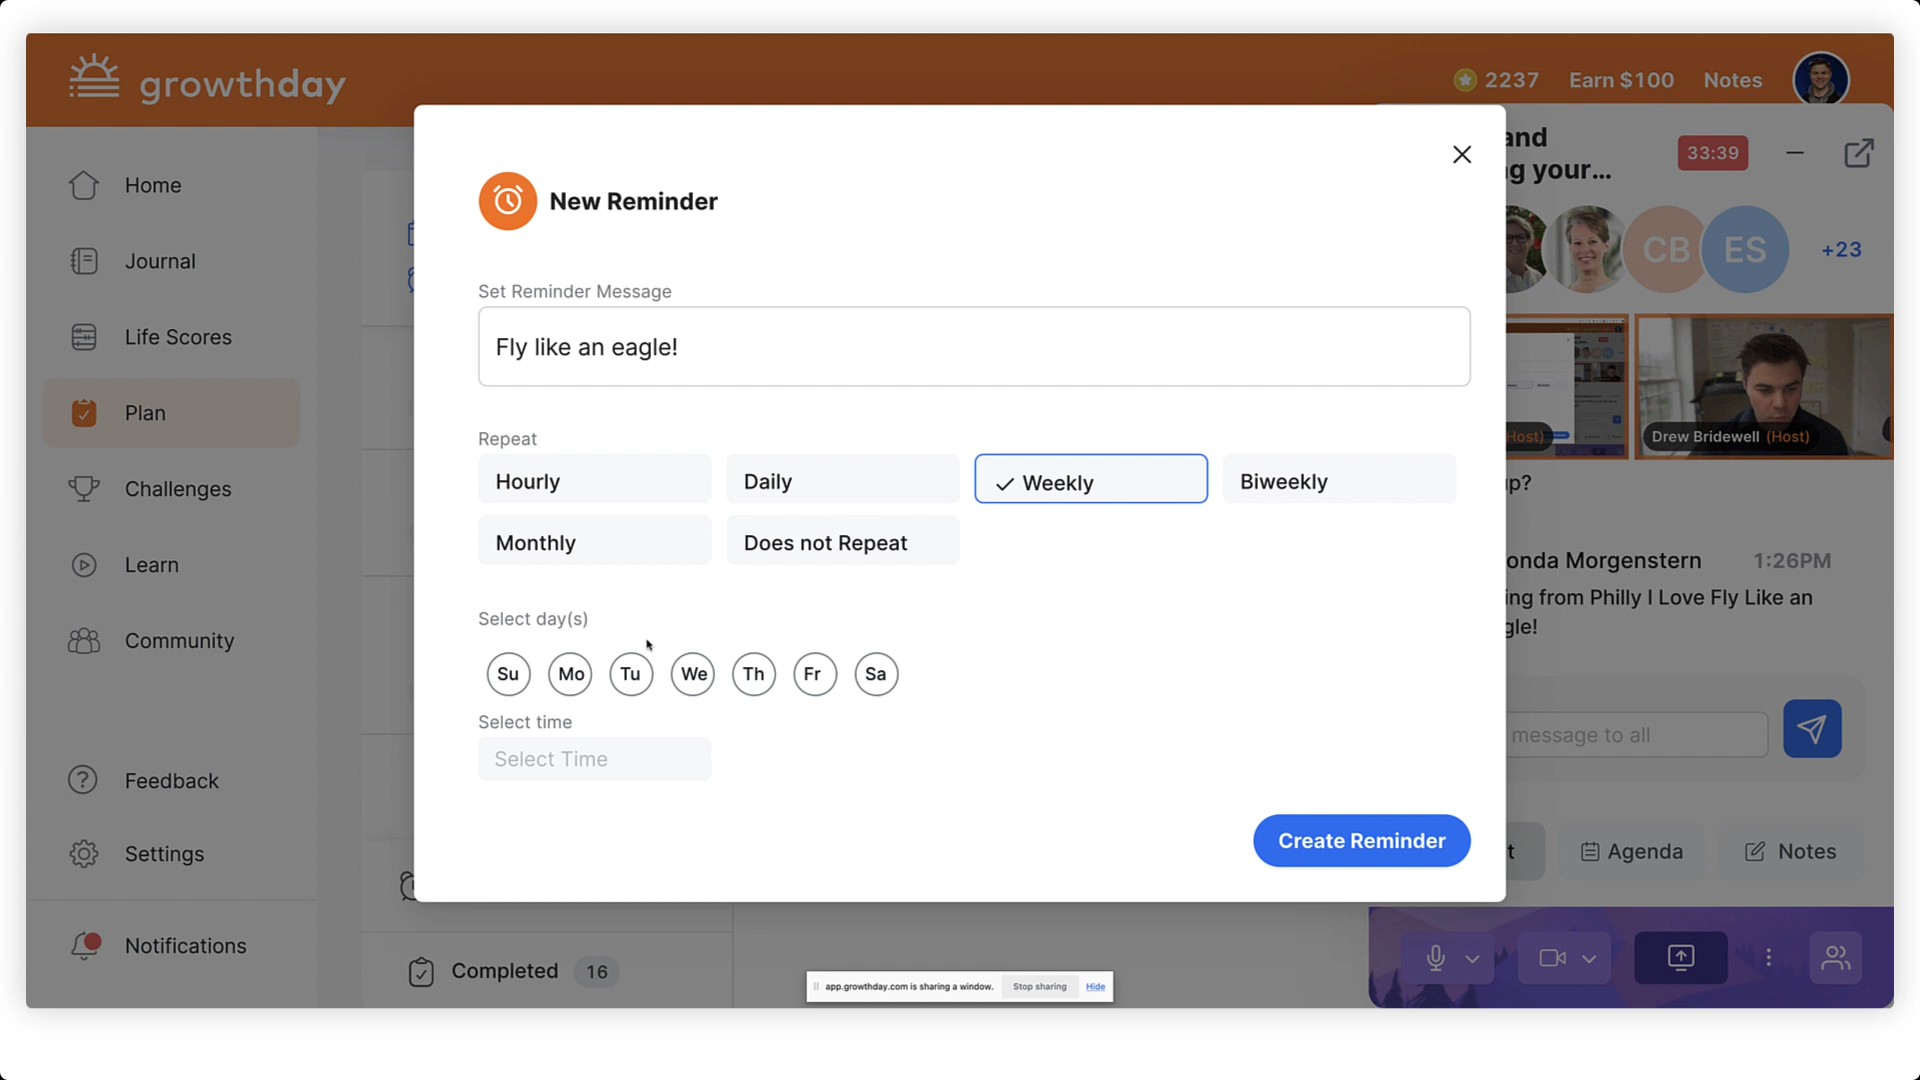 growthday
2237
Earn $100
Notes
Home
Journal
Life Scores
Plan
Challenges
Learn
Community
Feedback
Settings
Notifications
New Reminder
Set Reminder Message
Fly like an eagle!
Repeat
Hourly
Daily
Weekly
Biweekly
Monthly
Does not Repeat
Select day(s)
Su
Mo
Tu
We
Th
Fr
Sa
Select time
Select Time
Create Reminder
Completed 16
app.growthday.com is sharing a window.
Stop sharing
Hide
and
g your...
33:39
CB
ES
+23
Host)
Drew Bridewell (Host)
up?
onda Morgenstern
1:26PM
ing from Philly I Love Fly Like an
gle!
message to all
t
Agenda
Notes